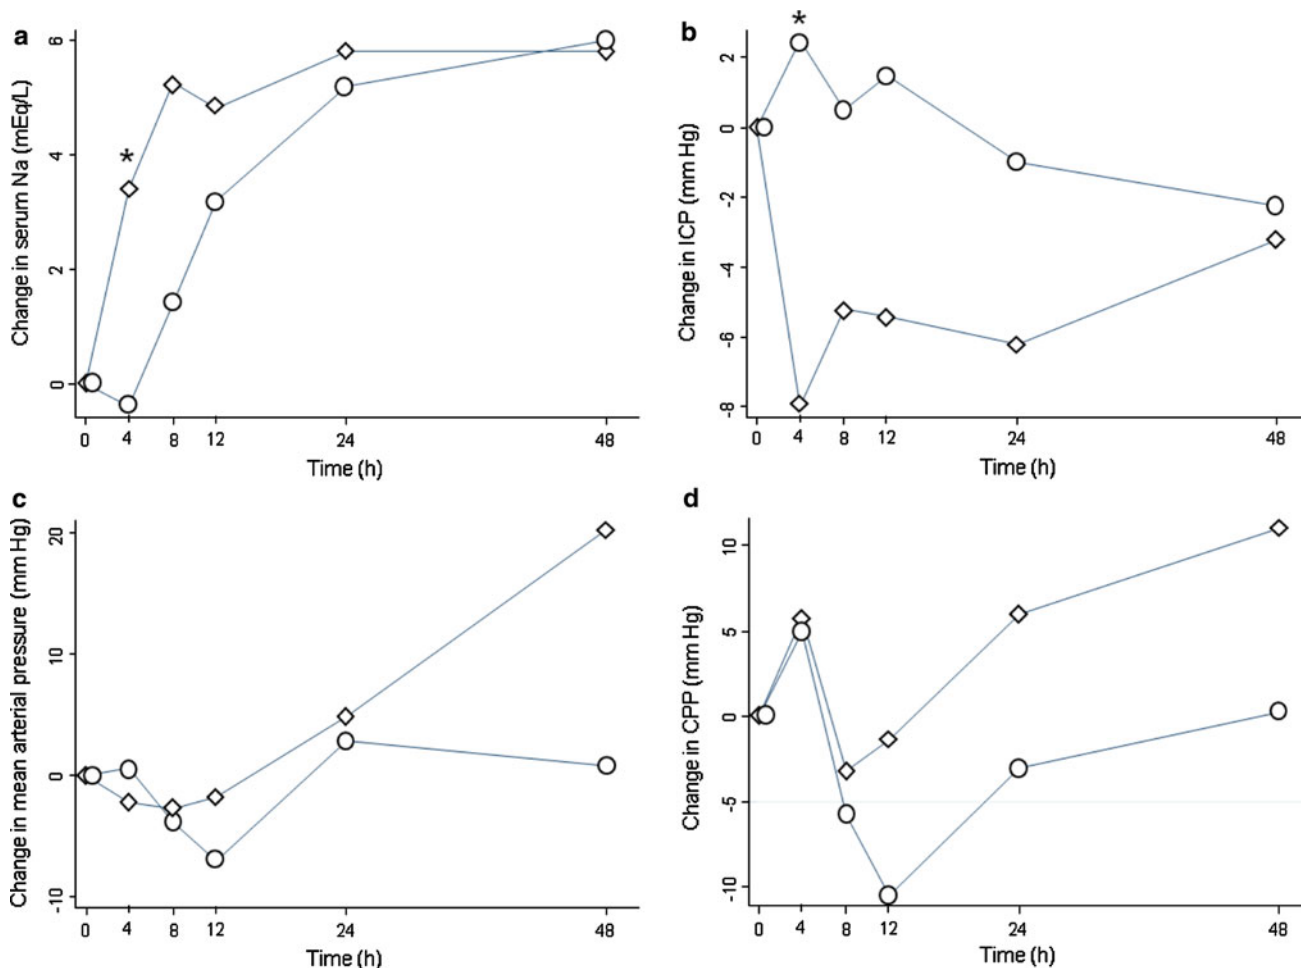 a
Change in serum Na (mEq/L)
6
4
2
0
*
0 4 8 12 24 48
Time (h)
b
Change in ICP (mm Hg)
2
0
-2
-4
-6
-8
*
0 4 8 12 24 48
Time (h)
c
Change in mean arterial pressure (mm Hg)
20
10
0
-10
0 4 8 12 24 48
Time (h)
d
Change in CPP (mm Hg)
10
5
0
-5
-10
0 4 8 12 24 48
Time (h)